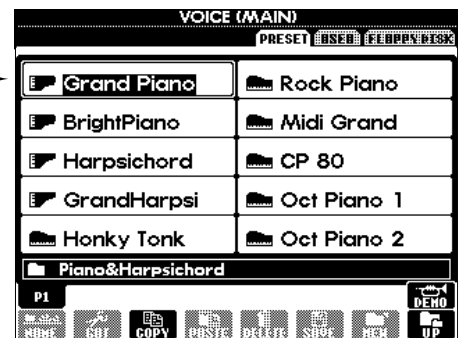 VOICE (MAIN)
PRESET USER FLOPPY DISK
Grand Piano Rock Piano
BrightPiano Midi Grand
Harpsichord CP 80
GrandHarpsi Oct Piano 1
Honky Tonk Oct Piano 2
Piano&Harpsichord
P1 DEMO
NAME CUT COPY PASTE DELETE SAVE NEW UP